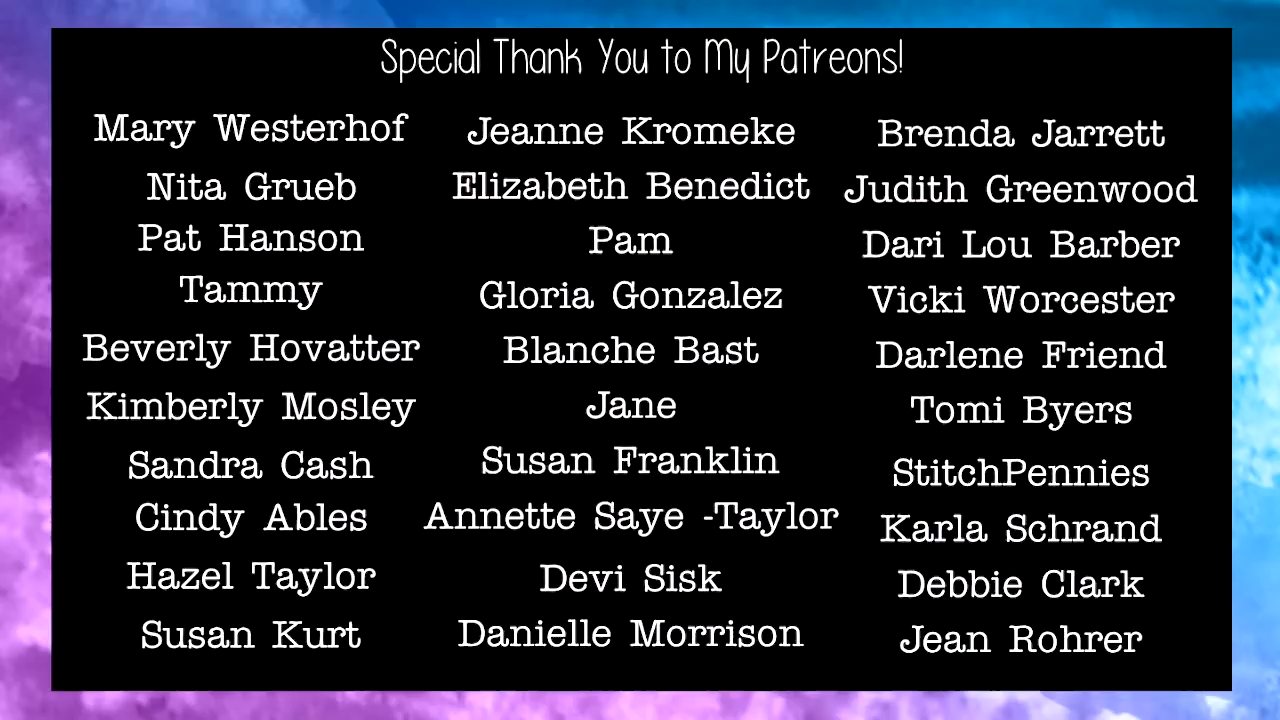 Special Thank You to My Patreons!
Mary Westerhof
Nita Grueb
Pat Hanson
Tammy
Beverly Hovatter
Kimberly Mosley
Sandra Cash
Cindy Ables
Hazel Taylor
Susan Kurt
Jeanne Kromeke
Elizabeth Benedict
Pam
Gloria Gonzalez
Blanche Bast
Jane
Susan Franklin
Annette Saye -Taylor
Devi Sisk
Danielle Morrison
Brenda Jarrett
Judith Greenwood
Dari Lou Barber
Vicki Worcester
Darlene Friend
Tomi Byers
StitchPennies
Karla Schrand
Debbie Clark
Jean Rohrer